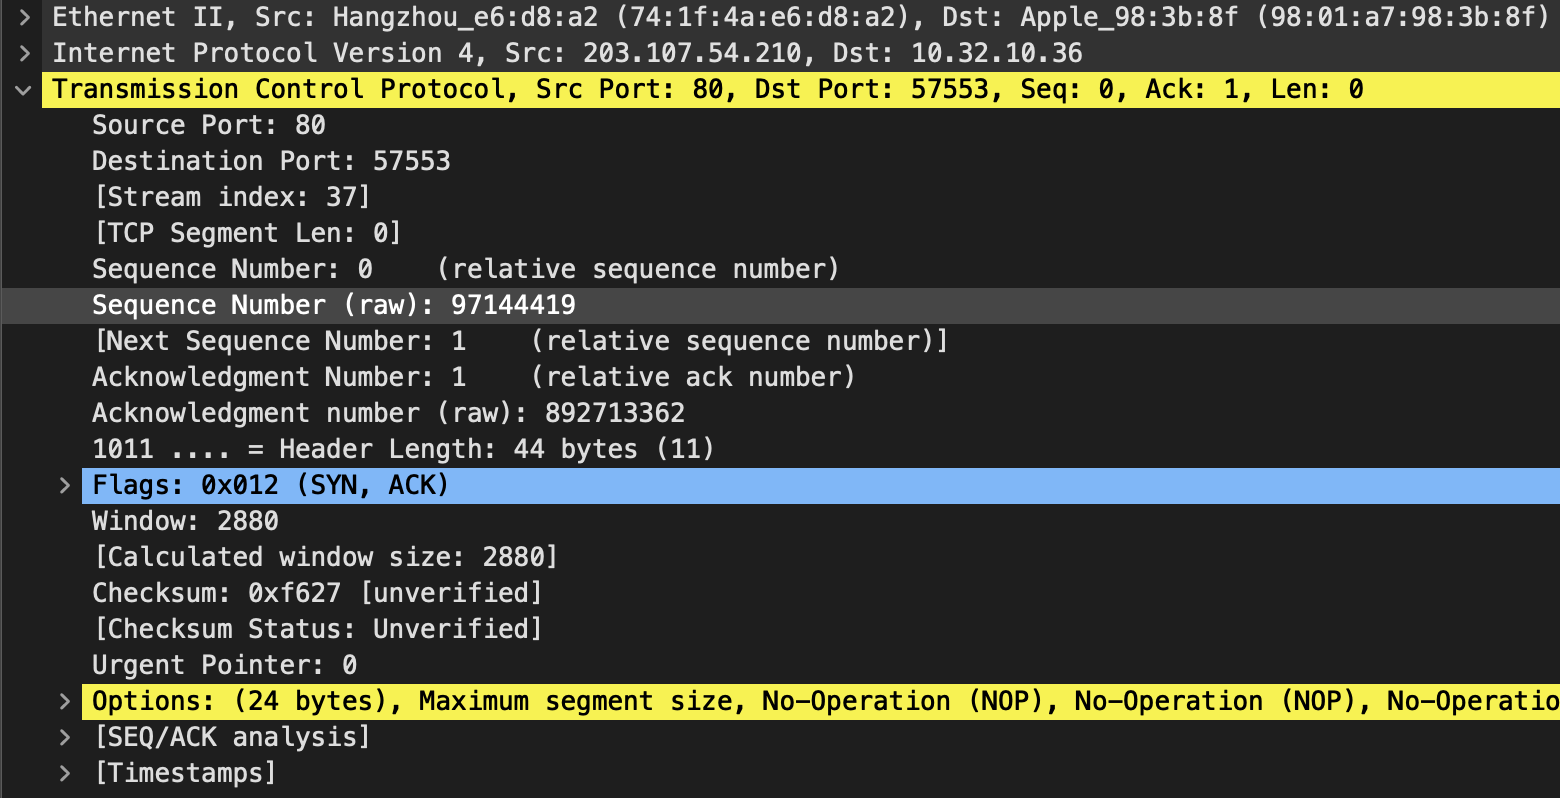 Ethernet II, Src: Hangzhou_e6:d8:a2 (74:1f:4a:e6:d8:a2), Dst: Apple_98:3b:8f (98:01:a7:98:3b:8f)
Internet Protocol Version 4, Src: 203.107.54.210, Dst: 10.32.10.36
Transmission Control Protocol, Src Port: 80, Dst Port: 57553, Seq: 0, Ack: 1, Len: 0
Source Port: 80
Destination Port: 57553
[Stream index: 37]
[TCP Segment Len: 0]
Sequence Number: 0    (relative sequence number)
Sequence Number (raw): 97144419
[Next Sequence Number: 1    (relative sequence number)]
Acknowledgment Number: 1    (relative ack number)
Acknowledgment number (raw): 892713362
1011 .... = Header Length: 44 bytes (11)
Flags: 0x012 (SYN, ACK)
Window: 2880
[Calculated window size: 2880]
Checksum: 0xf627 [unverified]
[Checksum Status: Unverified]
Urgent Pointer: 0
Options: (24 bytes), Maximum segment size, No-Operation (NOP), No-Operation (NOP), No-Operatio
[SEQ/ACK analysis]
[Timestamps]